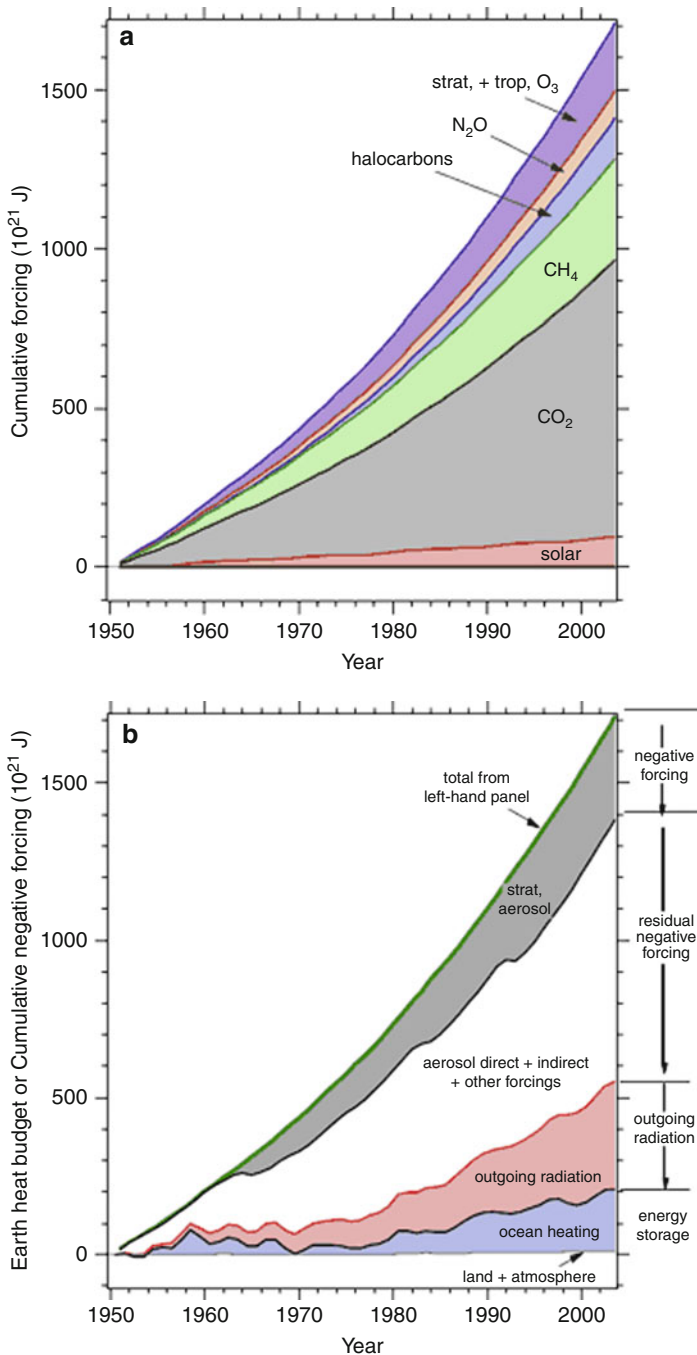 a
Cumulative forcing (10²¹ J)
1500
1000
500
0
strat, + trop, O₃
N₂O
halocarbons
CH₄
CO₂
solar
1950 1960 1970 1980 1990 2000
Year
b
Earth heat budget or Cumulative negative forcing (10²¹ J)
1500
1000
500
0
total from
left-hand panel
strat,
aerosol
aerosol direct + indirect
+ other forcings
outgoing radiation
ocean heating
land + atmosphere
negative
forcing
residual
negative
forcing
outgoing
radiation
energy
storage
1950 1960 1970 1980 1990 2000
Year